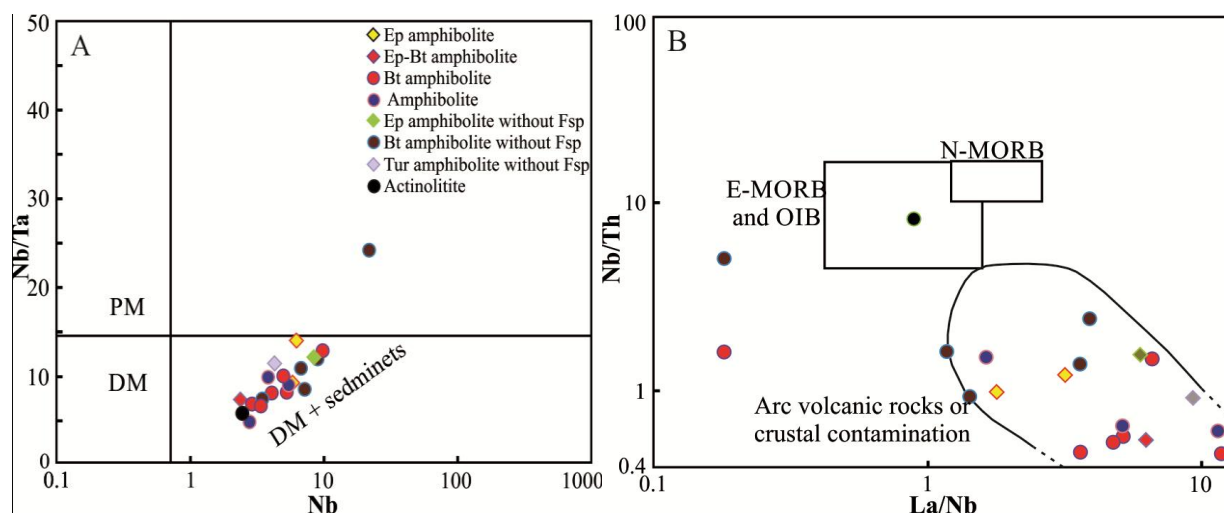 A
50
40
30
20
10
0
Nb/Ta
PM
DM
DM + sedminets
Ep amphibolite
Ep-Bt amphibolite
Bt amphibolite
Amphibolite
Ep amphibolite without Fsp
Bt amphibolite without Fsp
Tur amphibolite without Fsp
Actinolitite
0.1
1
10
100
1000
Nb
B
100
10
1
0.4
Nb/Th
N-MORB
E-MORB
and OIB
Arc volcanic rocks or
crustal contamination
0.1
1
10
La/Nb